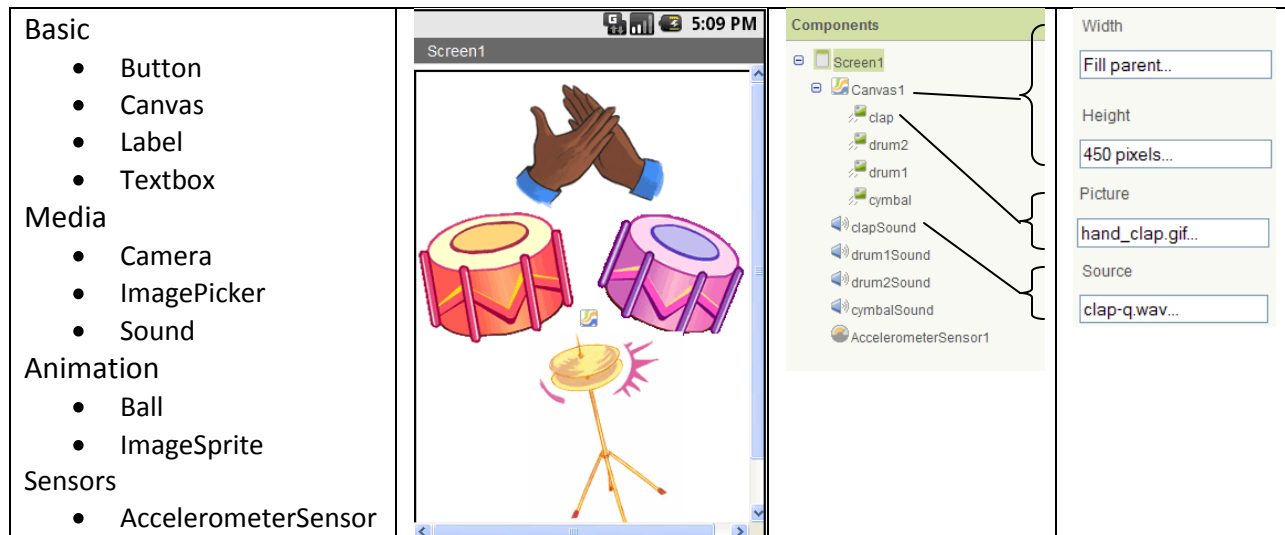 Basic
• Button
• Canvas
• Label
• Textbox
Media
• Camera
• ImagePicker
• Sound
Animation
• Ball
• ImageSprite
Sensors
• AccelerometerSensor
G 5:09 PM
Screen1
Components
Screen1
Canvas1
clap
drum2
drum1
cymbal
clapSound
drum1Sound
drum2Sound
cymbalSound
AccelerometerSensor1
Width
Fill parent...
Height
450 pixels...
Picture
hand_clap.gif...
Source
clap-q.wav...